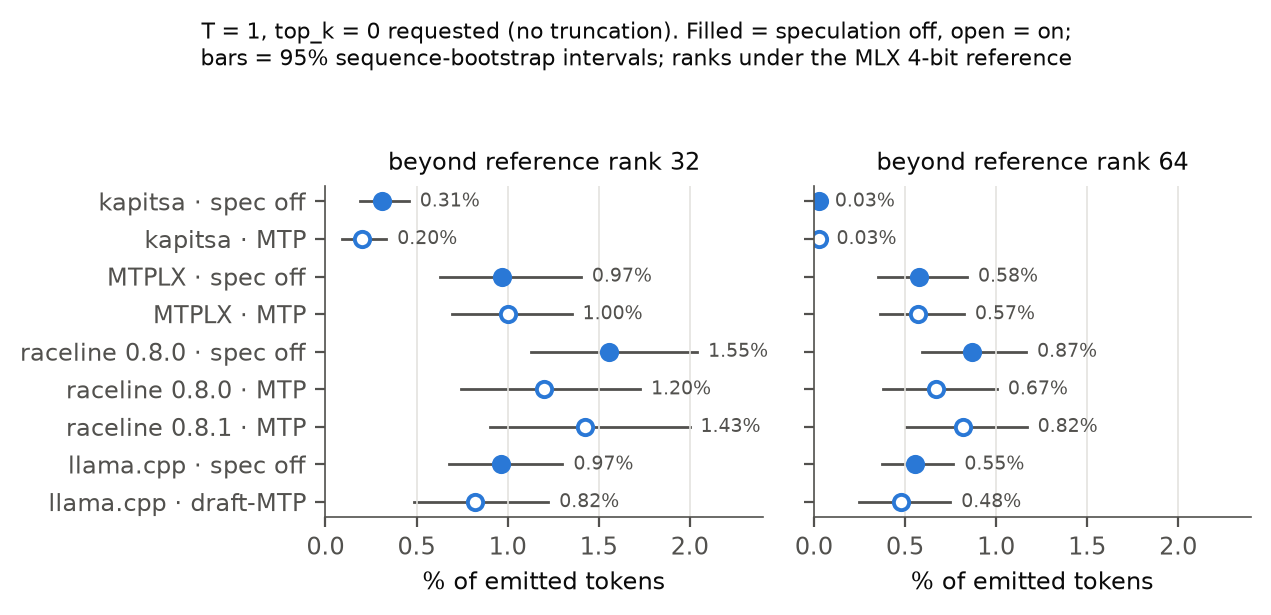 T = 1, top_k = 0 requested (no truncation). Filled = speculation off, open = on;
bars = 95% sequence-bootstrap intervals; ranks under the MLX 4-bit reference
beyond reference rank 32
beyond reference rank 64
kapitsa · spec off
0.31%
0.03%
kapitsa · MTP
0.20%
0.03%
MTPLX · spec off
0.97%
0.58%
MTPLX · MTP
1.00%
0.57%
raceline 0.8.0 · spec off
1.55%
0.87%
raceline 0.8.0 · MTP
1.20%
0.67%
raceline 0.8.1 · MTP
1.43%
0.82%
llama.cpp · spec off
0.97%
0.55%
llama.cpp · draft-MTP
0.82%
0.48%
0.0 0.5 1.0 1.5 2.0
0.0 0.5 1.0 1.5 2.0
% of emitted tokens
% of emitted tokens